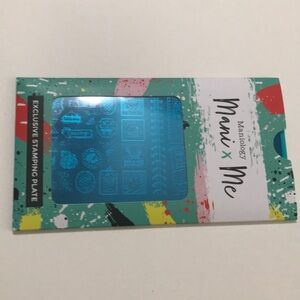 Maniology
Mani x Me
EXCLUSIVE STAMPING PLATE